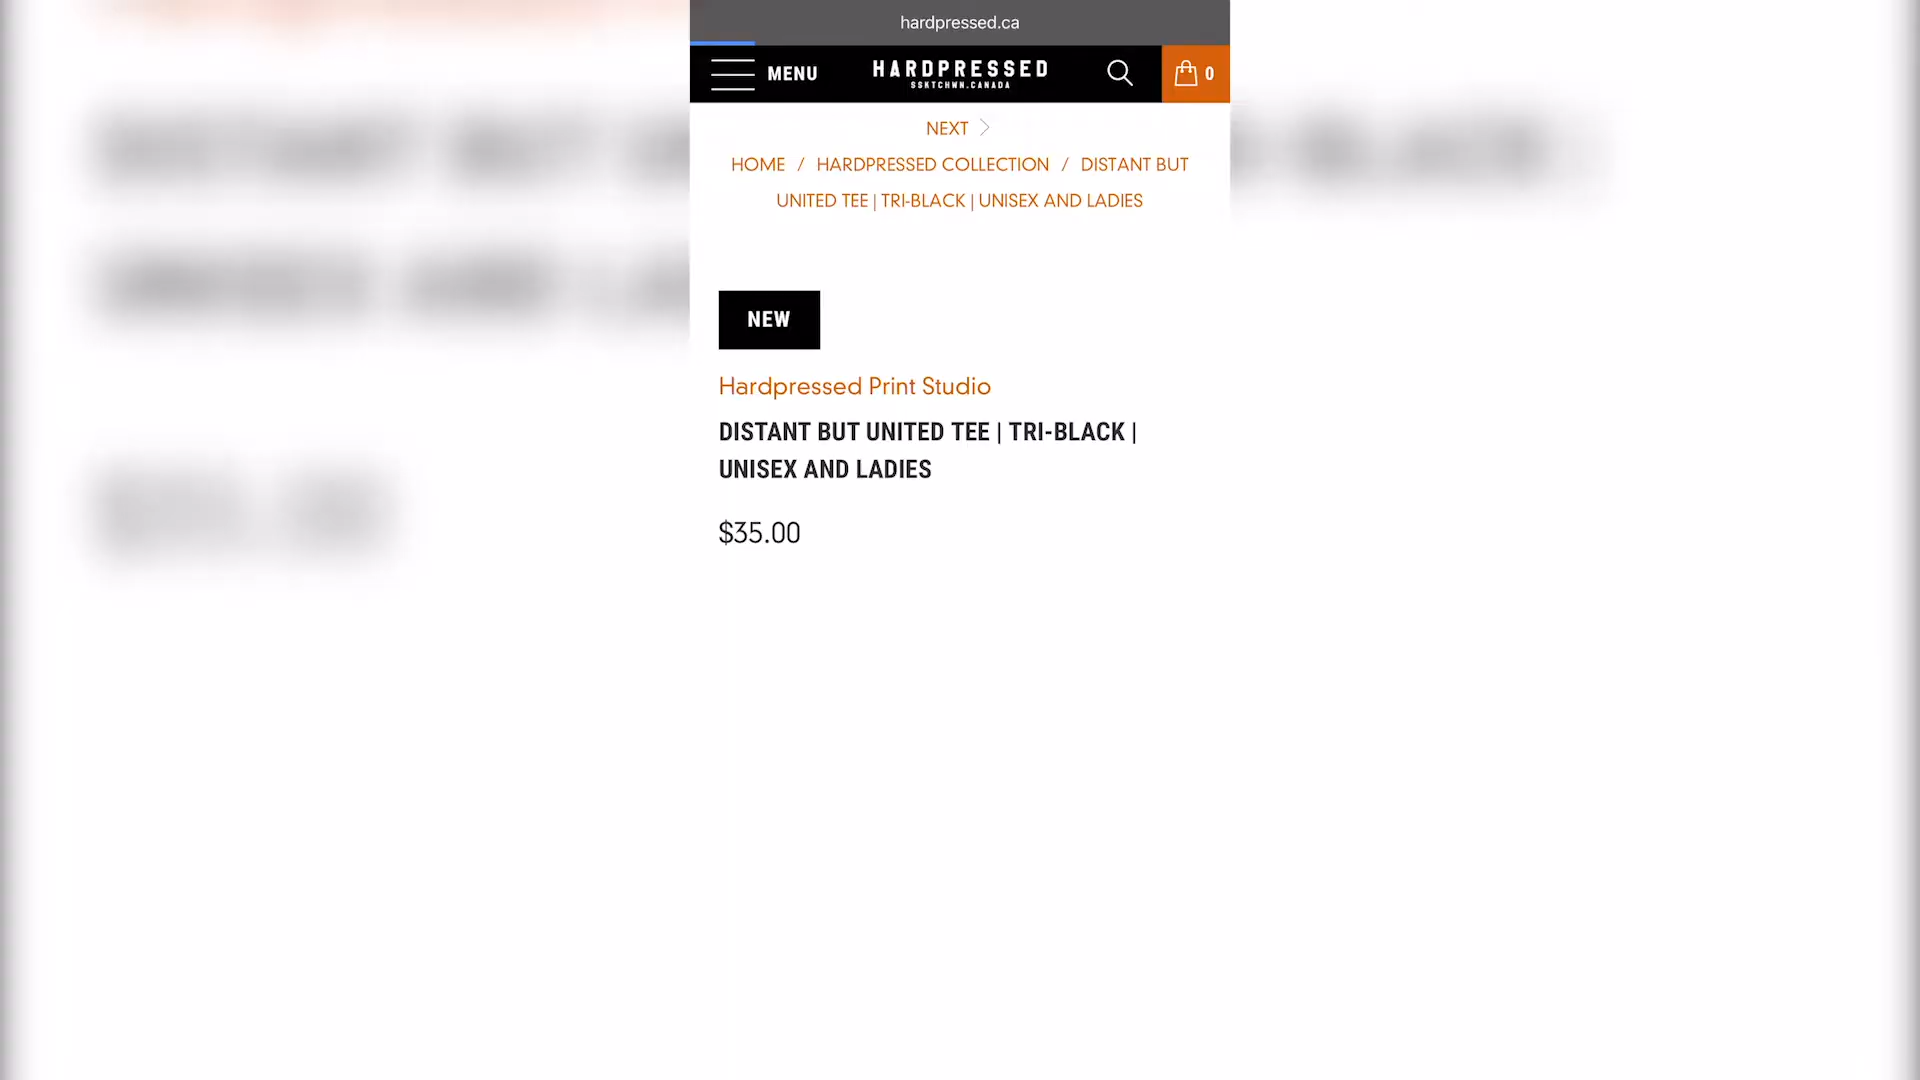 hardpressed.ca
MENU
HARDPRESSED
SSKTCHWN.CANADA
0
NEXT
HOME / HARDPRESSED COLLECTION / DISTANT BUT
UNITED TEE | TRI-BLACK | UNISEX AND LADIES
NEW
Hardpressed Print Studio
DISTANT BUT UNITED TEE | TRI-BLACK |
UNISEX AND LADIES
$35.00